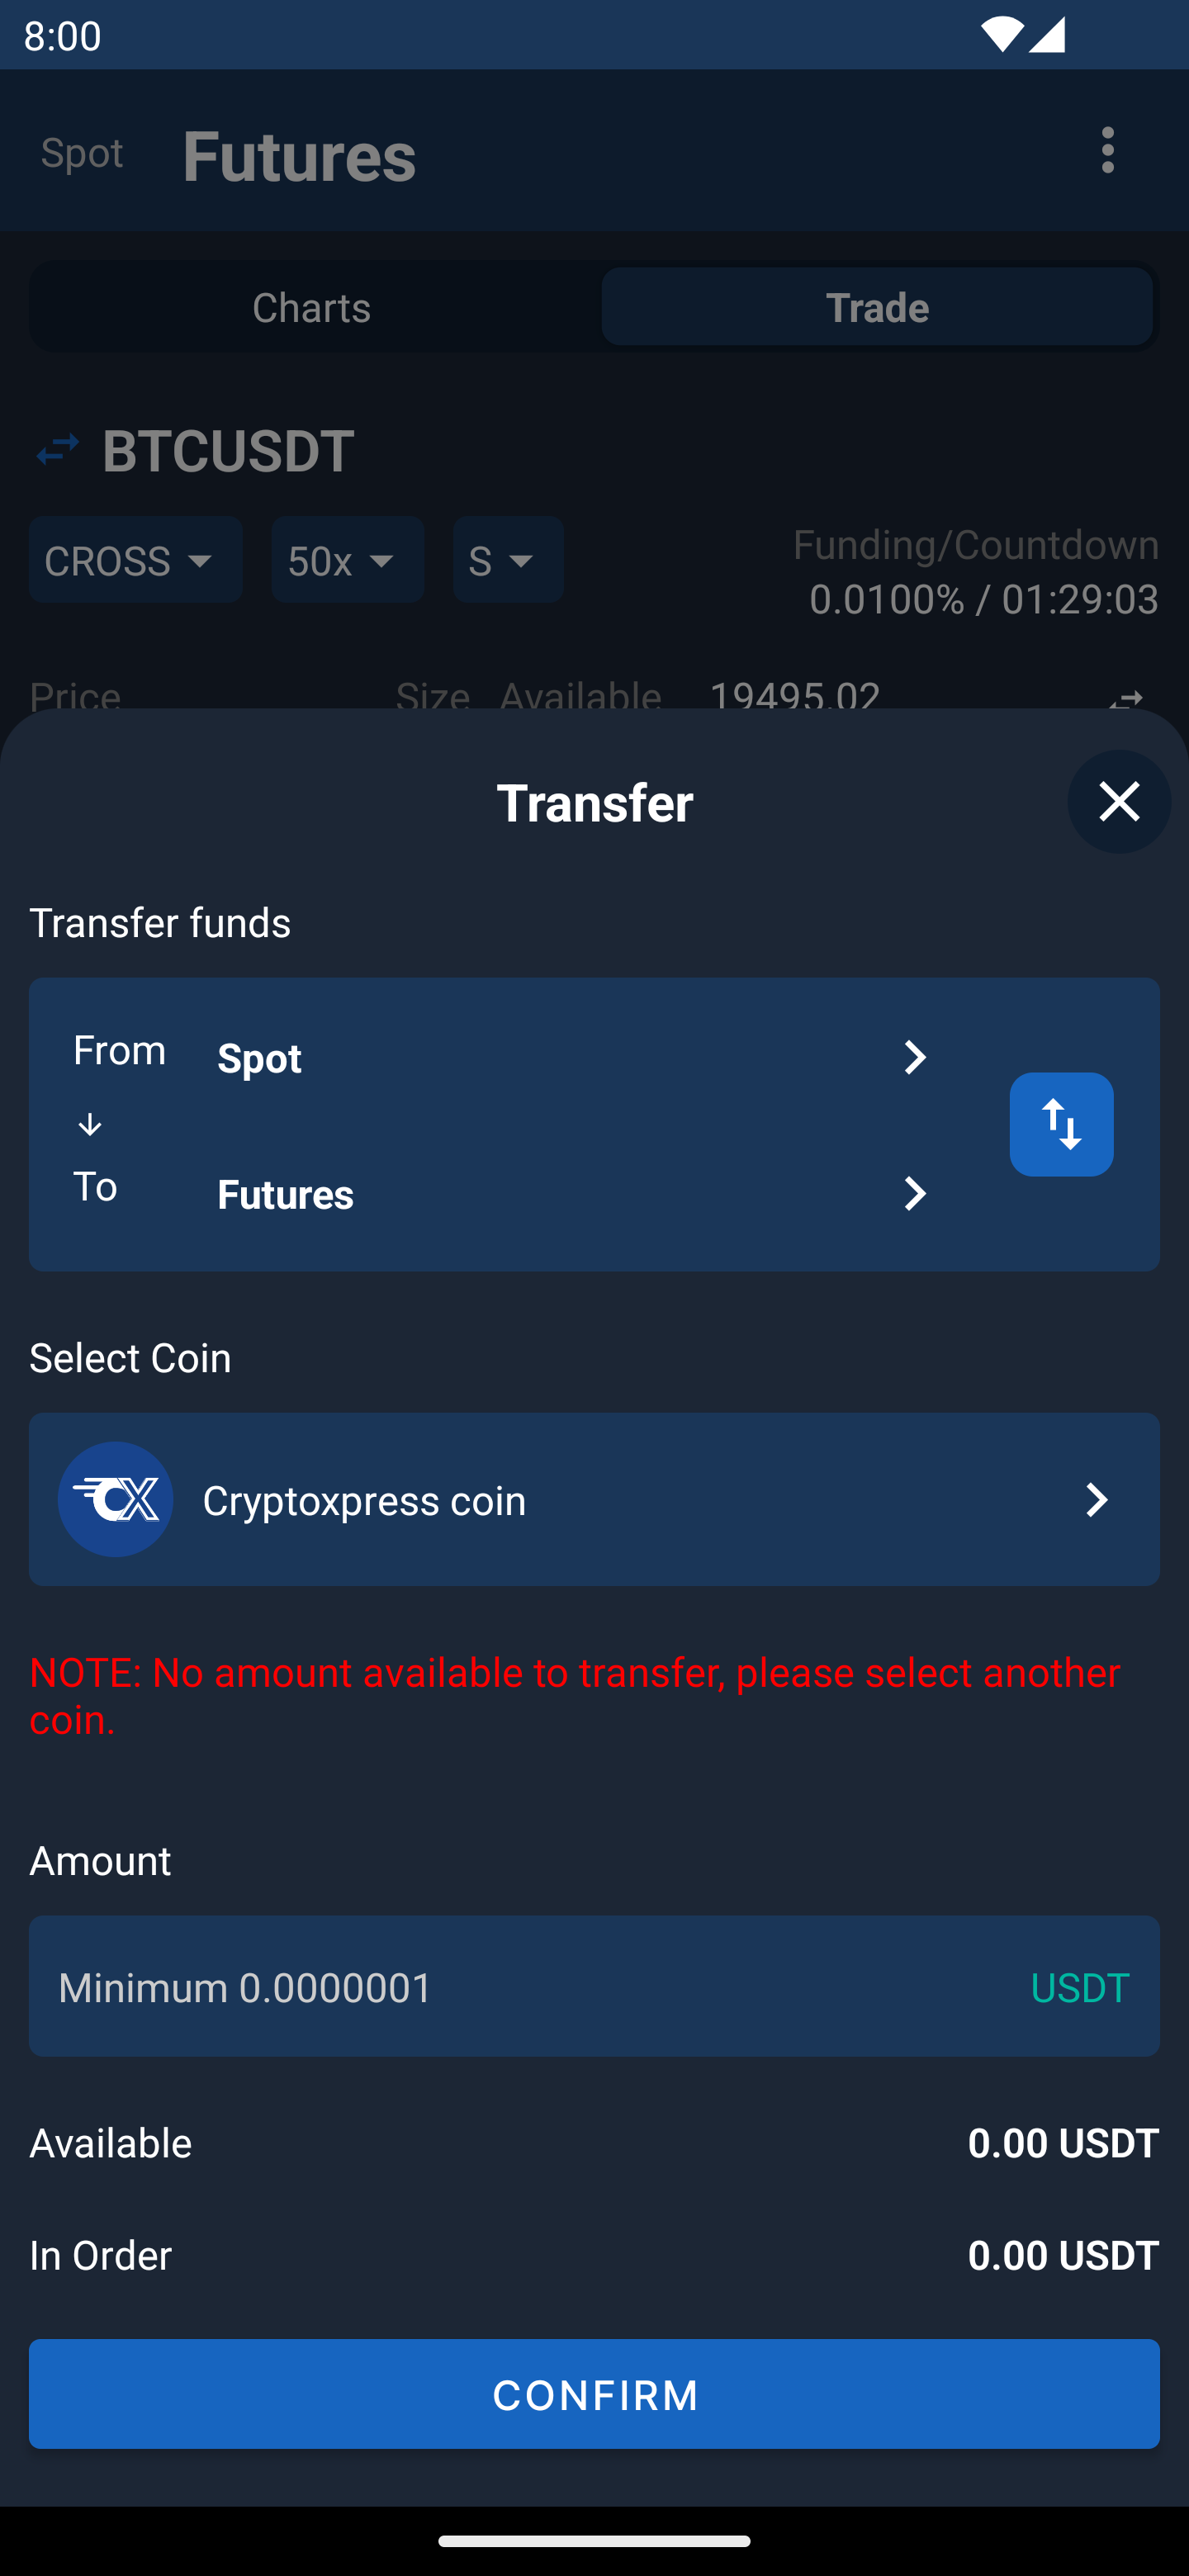 8:00
Spot Futures
Charts Trade
BTCUSDT
CROSS 50x S Funding/Countdown
0.0100% / 01:29:03
Price Size Available 19495.02
Transfer
Transfer funds
From Spot
To Futures
Select Coin
CX Cryptoxpress coin
NOTE: No amount available to transfer, please select another
coin.
Amount
Minimum 0.0000001 USDT
Available 0.00 USDT
In Order 0.00 USDT
CONFIRM